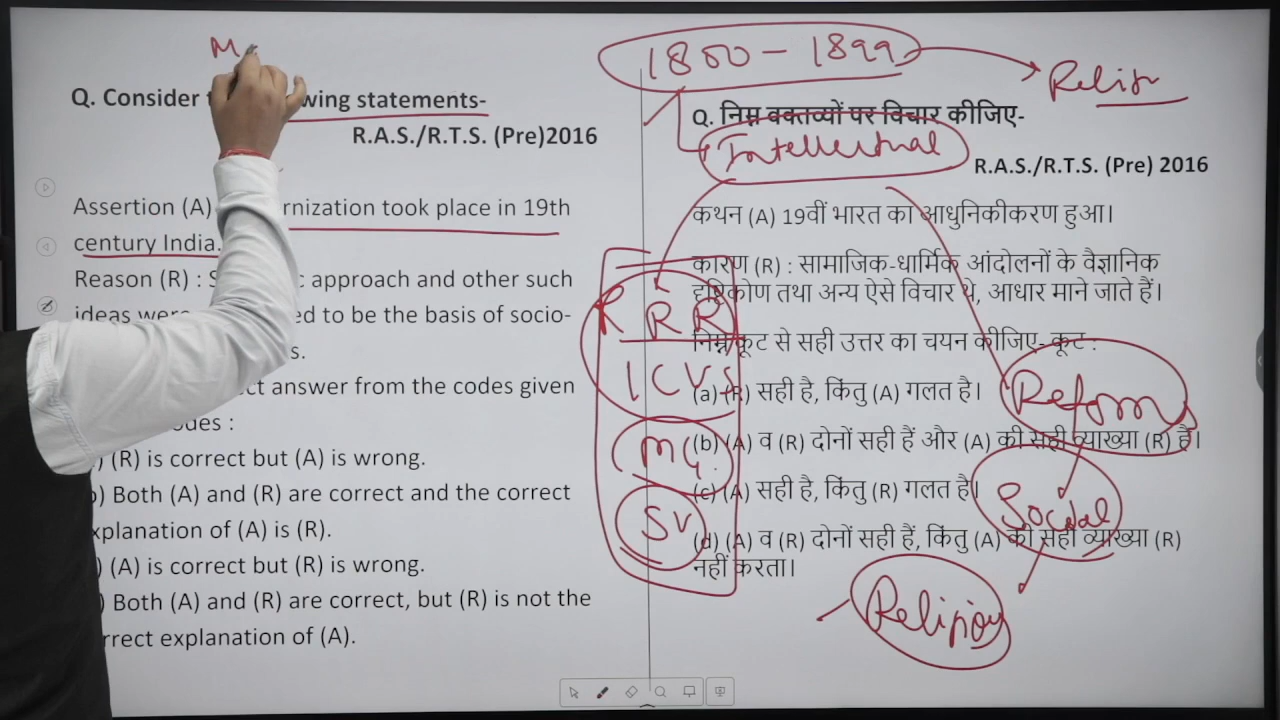 M
Q. Consider wing statements-
R.A.S./R.T.S. (Pre)2016
Assertion (A) rnization took place in 19th
century India.
Reason (R) : S c approach and other such
ideas were ed to be the basis of socio-
s.
ct answer from the codes given
odes :
) (R) is correct but (A) is wrong.
) Both (A) and (R) are correct and the correct
xplanation of (A) is (R).
) (A) is correct but (R) is wrong.
) Both (A) and (R) are correct, but (R) is not the
rrect explanation of (A).
1800 - 1899
Q. निम्न वक्तव्यों पर विचार कीजिए-
Intellectual
R.A.S./R.T.S. (Pre) 2016
कथन (A) 19वीं भारत का आधुनिकीकरण हुआ।
कारण (R) : सामाजिक-धार्मिक आंदोलनों के वैज्ञानिक
दृष्टिकोण तथा अन्य ऐसे विचार थे, आधार माने जाते हैं।
निम्न कूट से सही उत्तर का चयन कीजिए- कूट :
(a) (R) सही है, किंतु (A) गलत है।
(b) (A) व (R) दोनों सही हैं और (A) की सही व्याख्या (R) है।
(c) (A) सही है, किंतु (R) गलत है।
(d) (A) व (R) दोनों सही हैं, किंतु (A) की सही व्याख्या (R)
नहीं करता।
R R R
ICVS
MG
SV
Reform
Social